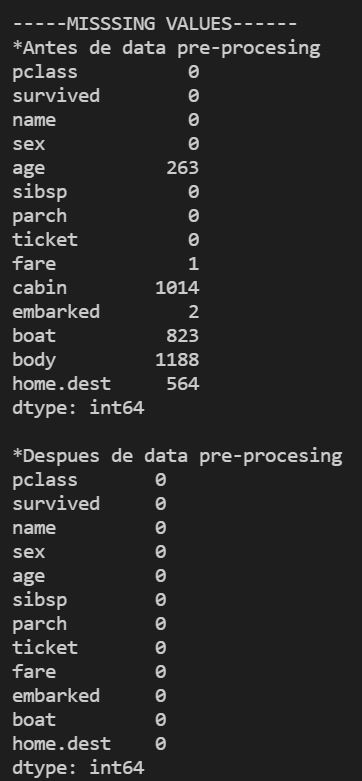 -----MISSSING VALUES------
*Antes de data pre-procesing
pclass 0
survived 0
name 0
sex 0
age 263
sibsp 0
parch 0
ticket 0
fare 1
cabin 1014
embarked 2
boat 823
body 1188
home.dest 564
dtype: int64

*Despues de data pre-procesing
pclass 0
survived 0
name 0
sex 0
age 0
sibsp 0
parch 0
ticket 0
fare 0
embarked 0
boat 0
home.dest 0
dtype: int64